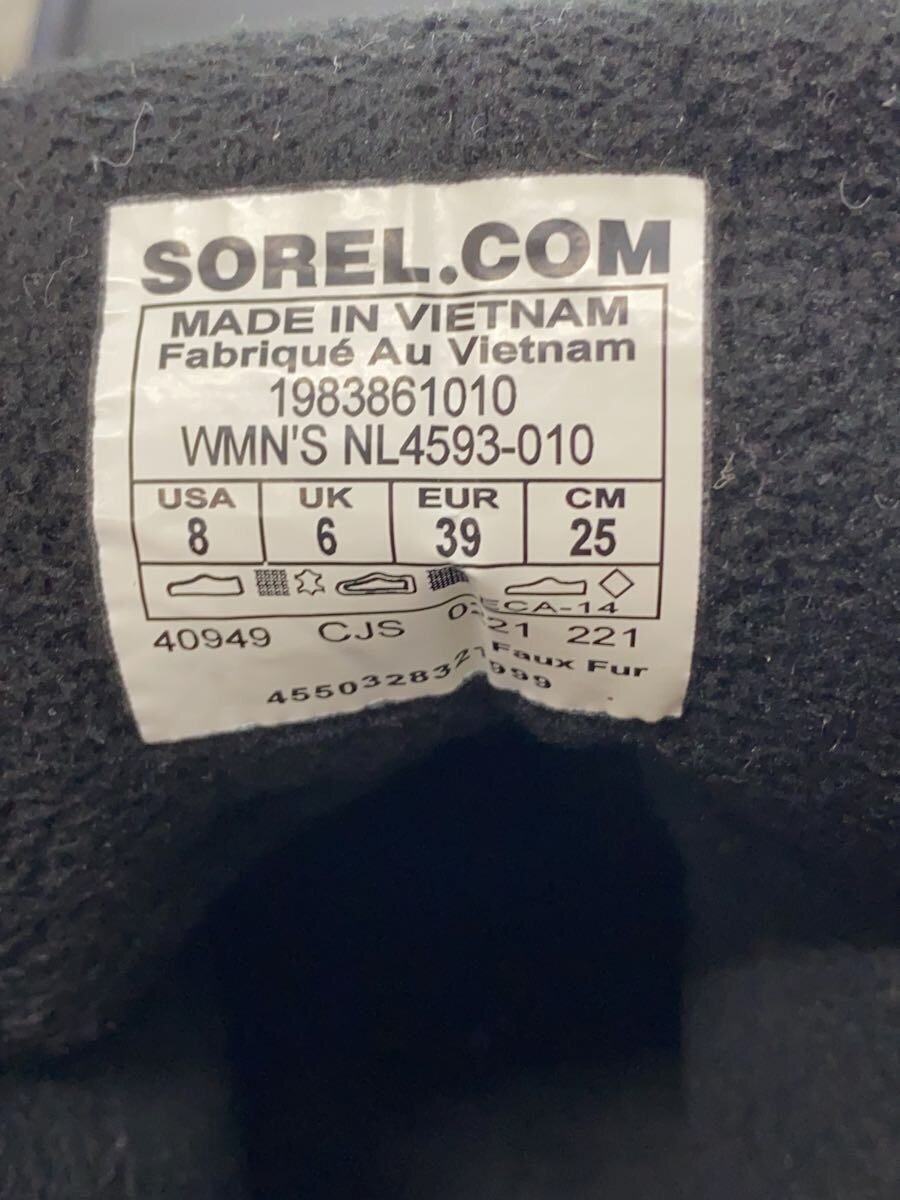 SOREL.COM
MADE IN VIETNAM
Fabriqué Au Vietnam
1983861010
WMN'S NL4593-010
USA UK EUR CM
8 6 39 25
ECA-14
40949 CJS 221
Faux Fur